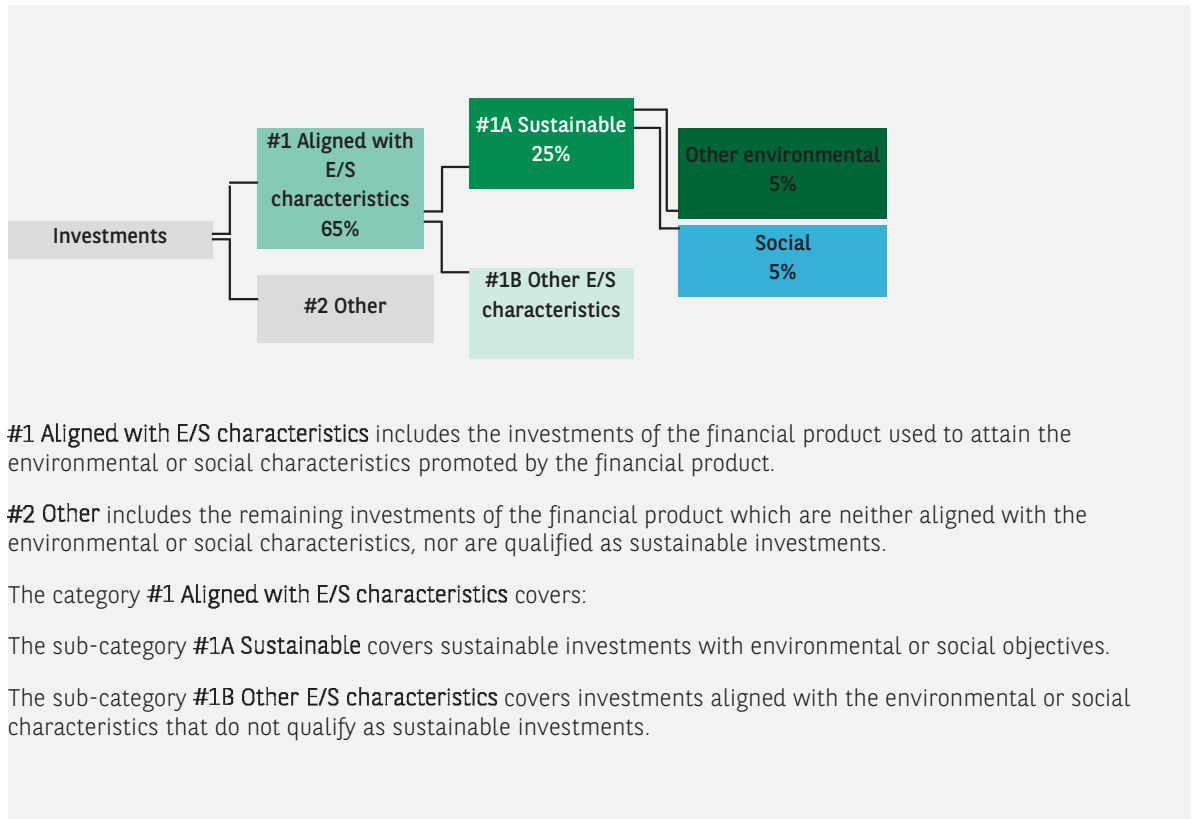 #1A Sustainable
25%
#1 Aligned with
E/S
characteristics
65%
Other environmental
5%
Investments
Social
5%
#2 Other
#1B Other E/S
characteristics
#1 Aligned with E/S characteristics includes the investments of the financial product used to attain the
environmental or social characteristics promoted by the financial product.
#2 Other includes the remaining investments of the financial product which are neither aligned with the
environmental or social characteristics, nor are qualified as sustainable investments.
The category #1 Aligned with E/S characteristics covers:
The sub-category #1A Sustainable covers sustainable investments with environmental or social objectives.
The sub-category #1B Other E/S characteristics covers investments aligned with the environmental or social
characteristics that do not qualify as sustainable investments.